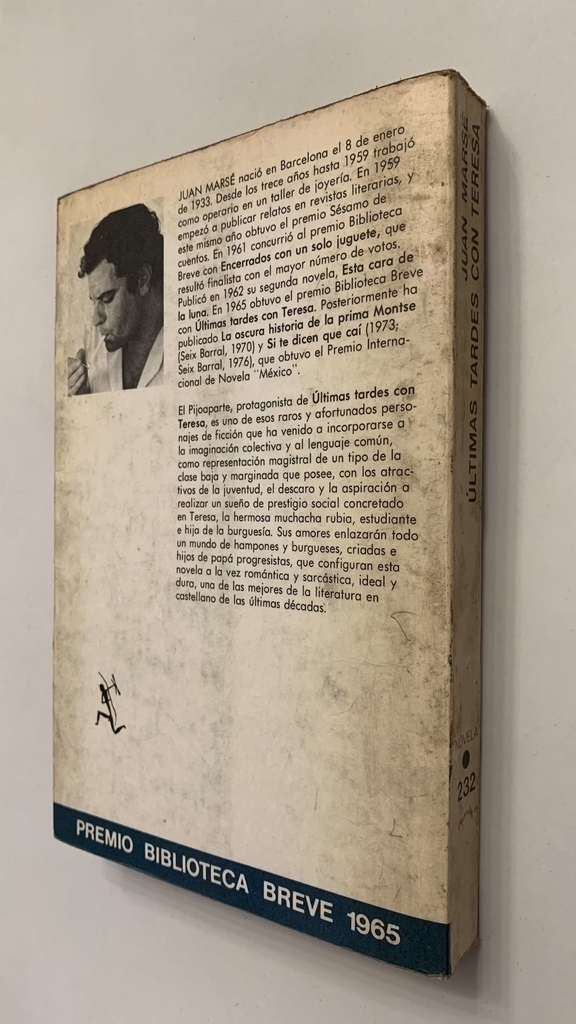 JUAN MARSÉ nació en Barcelona el 8 de enero
de 1933. Desde los trece años hasta 1959 trabajó
como operario en un taller de joyería. En 1959
empezó a publicar relatos en revistas literarias, y
este mismo año obtuvo el premio Sésamo de
cuentos. En 1961 concurrió al premio Biblioteca
Breve con Encerrados con un solo juguete, que
resultó finalista con el mayor número de votos.
Publicó en 1962 su segunda novela, Esta cara de
la luna. En 1965 obtuvo el premio Biblioteca Breve
con Últimas tardes con Teresa. Posteriormente ha
publicado La oscura historia de la prima Montse
(Seix Barral, 1970) y Si te dicen que caí (1973;
Seix Barral, 1976), que obtuvo el Premio Interna-
cional de Novela "México".
El Pijoaparte, protagonista de Últimas tardes con
Teresa, es uno de esos raros y afortunados perso-
najes de ficción que ha venido a incorporarse a
la imaginación colectiva y al lenguaje común,
como representación magistral de un tipo de la
clase baja y marginada que posee, con los atrac-
tivos de la juventud, el descaro y la aspiración a
realizar un sueño de prestigio social concretado
en Teresa, la hermosa muchacha rubia, estudiante
e hija de la burguesía. Sus amores enlazarán todo
un mundo de hampones y burgueses, criadas e
hijos de papá progresistas, que configuran esta
novela a la vez romántica y sarcástica, ideal y
dura, una de las mejores de la literatura en
castellano de las últimas décadas.
PREMIO BIBLIOTECA BREVE 1965
JUAN MARSÉ
ÚLTIMAS TARDES CON TERESA
NOVELA
232